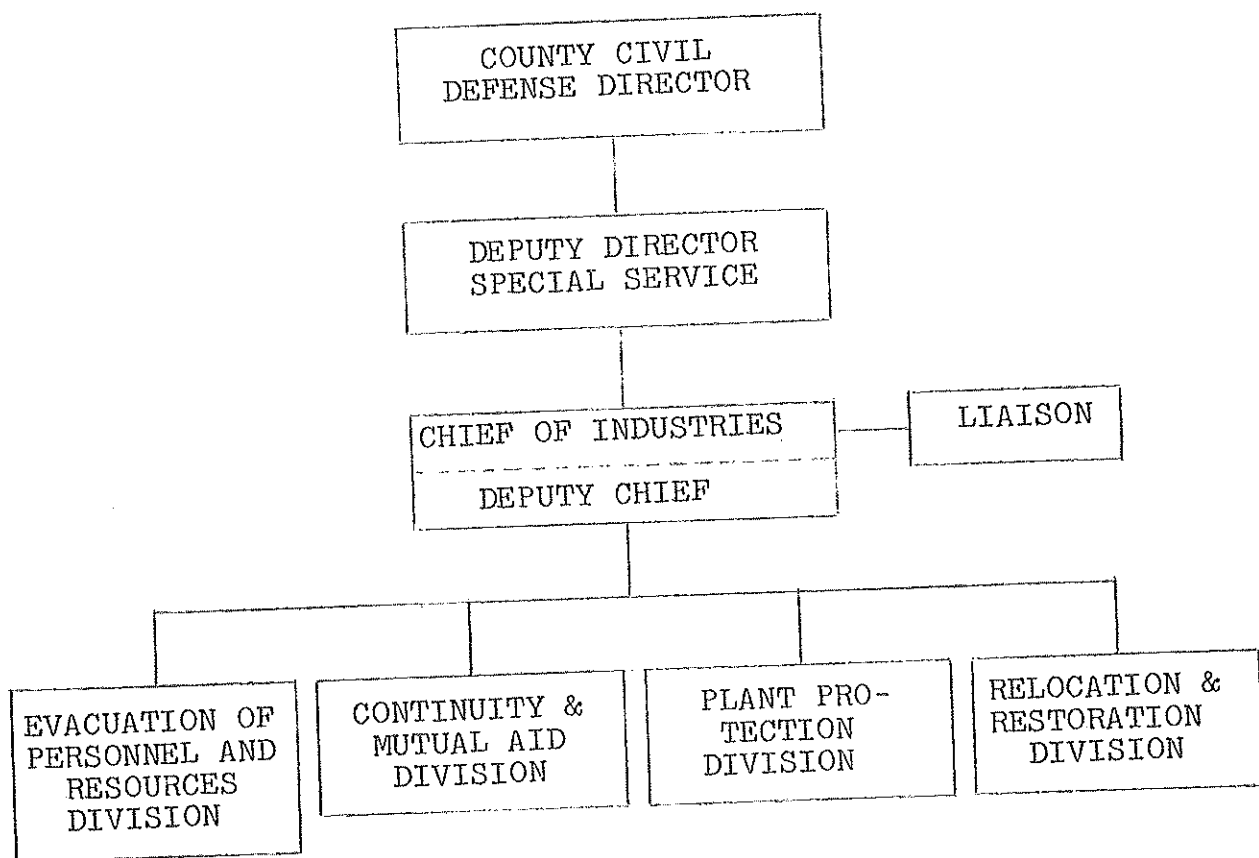 COUNTY CIVIL
DEFENSE DIRECTOR
DEPUTY DIRECTOR
SPECIAL SERVICE
CHIEF OF INDUSTRIES
DEPUTY CHIEF
LIAISON
EVACUATION OF
PERSONNEL AND
RESOURCES
DIVISION
CONTINUITY &
MUTUAL AID
DIVISION
PLANT PRO-
TECTION
DIVISION
RELOCATION &
RESTORATION
DIVISION